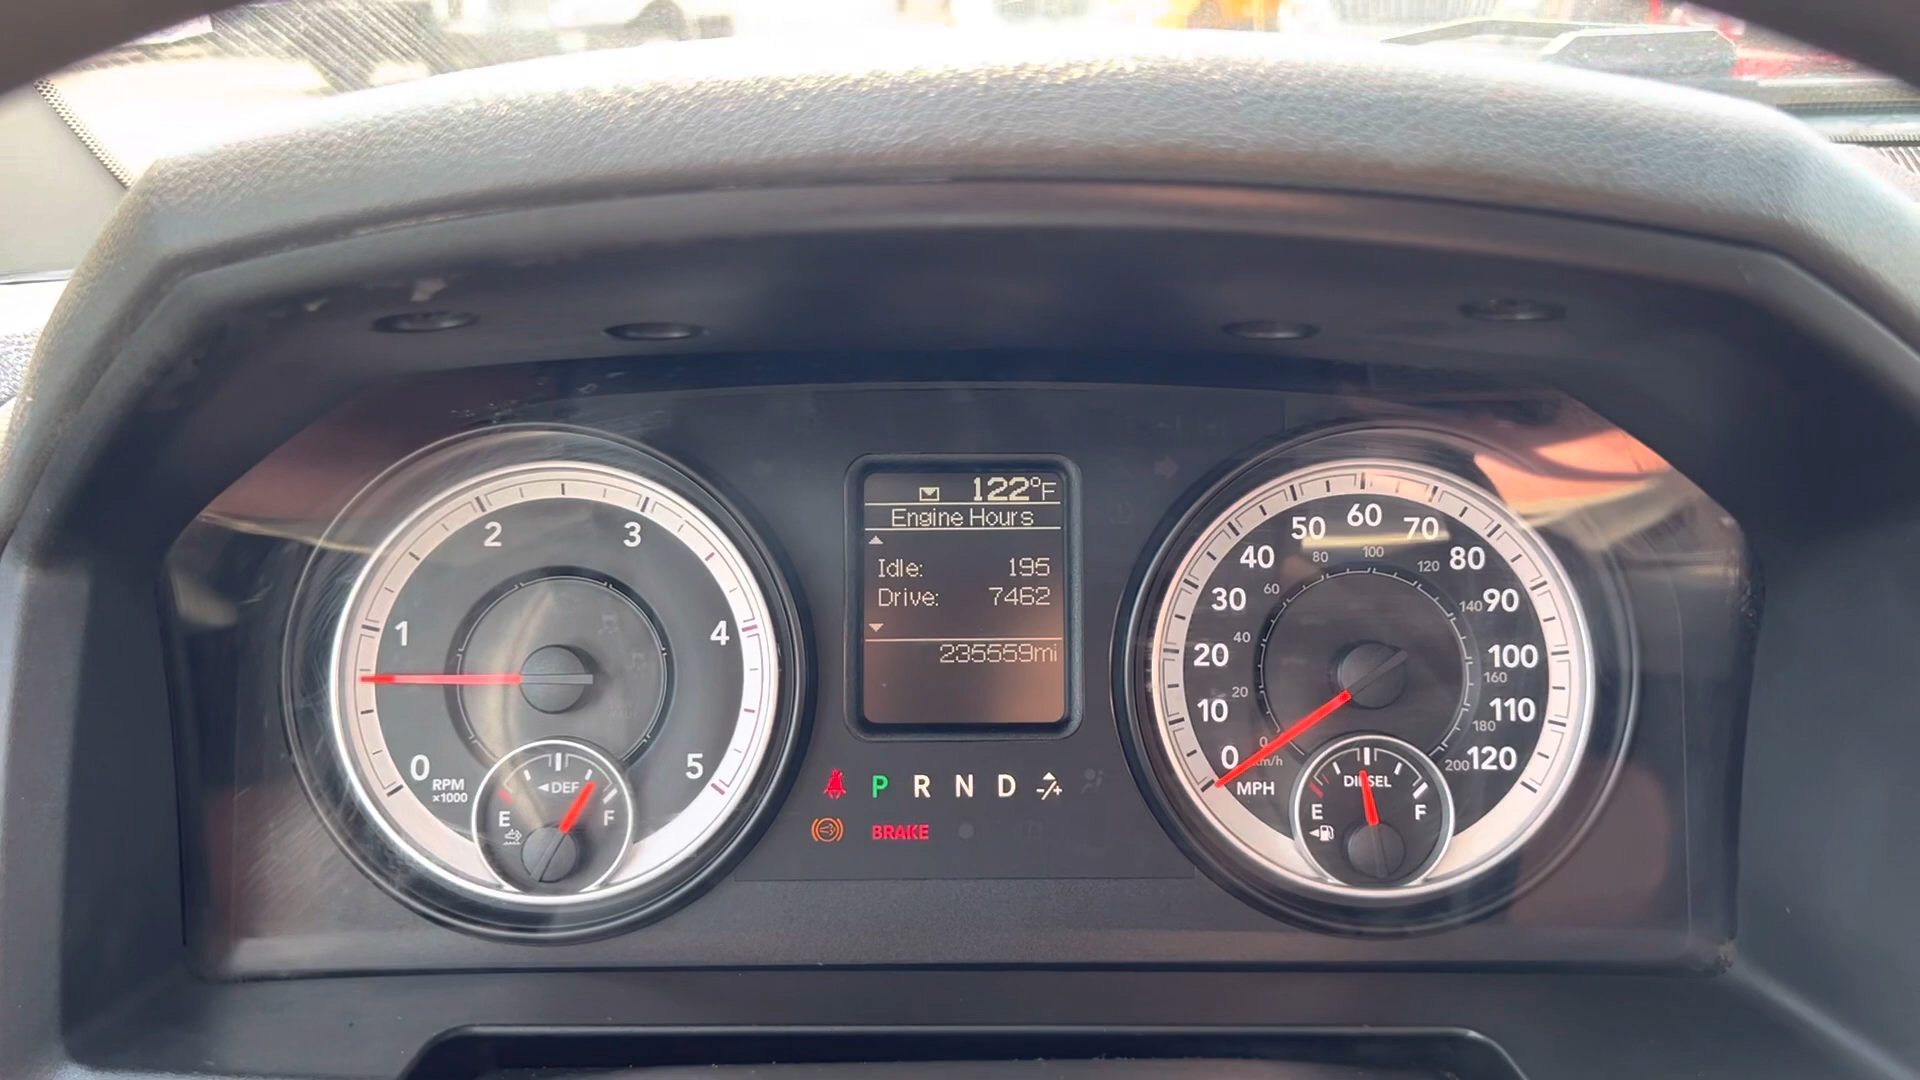 122°F
Engine Hours
Idle: 195
Drive: 7462
235559mi
0 1 2 3 4 5
RPM
x1000
DEF
E F
P R N D -/+
BRAKE
0 10 20 30 40 50 60 70 80 90 100 110 120
MPH
0 20 40 60 80 100 120 140 160 180 200
km/h
DIESEL
E F